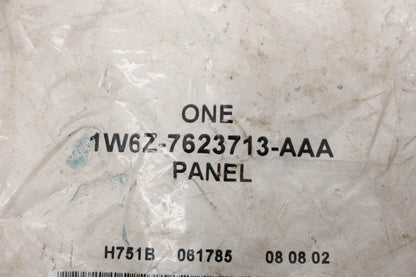 ONE
1W6Z-7623713-AAA
PANEL
H751B 061785 08 08 02